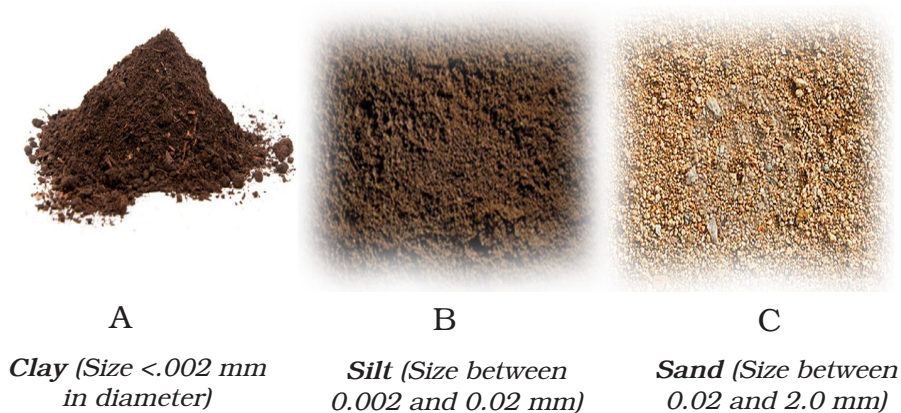 A
B
C
Clay (Size <.002 mm
in diameter)
Silt (Size between
0.002 and 0.02 mm)
Sand (Size between
0.02 and 2.0 mm)